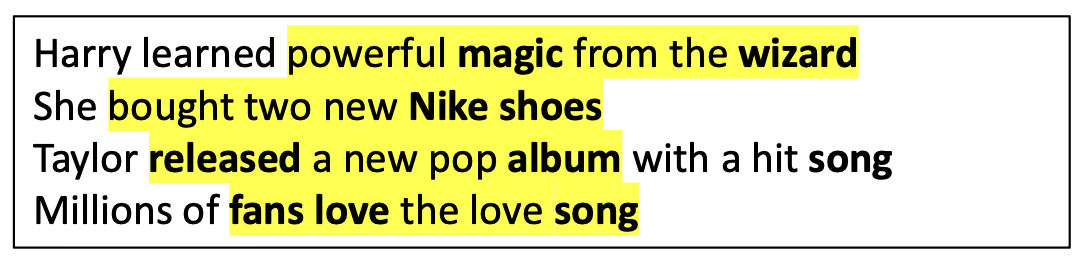 Harry learned powerful magic from the wizard
She bought two new Nike shoes
Taylor released a new pop album with a hit song
Millions of fans love the love song